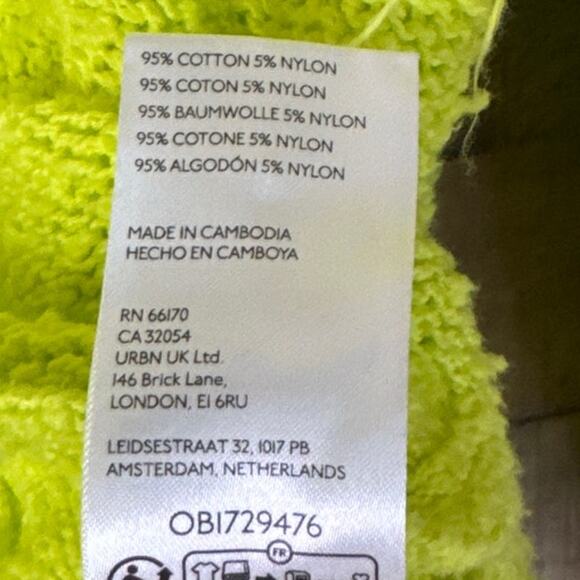 95% COTTON 5% NYLON
95% COTON 5% NYLON
95% BAUMWOLLE 5% NYLON
95% COTONE 5% NYLON
95% ALGODÓN 5% NYLON
MADE IN CAMBODIA
HECHO EN CAMBOYA
RN 66170
CA 32054
URBN UK Ltd.
146 Brick Lane,
LONDON, E1 6RU
LEIDSESTRAAT 32, 1017 PB
AMSTERDAM, NETHERLANDS
OB1729476
FR